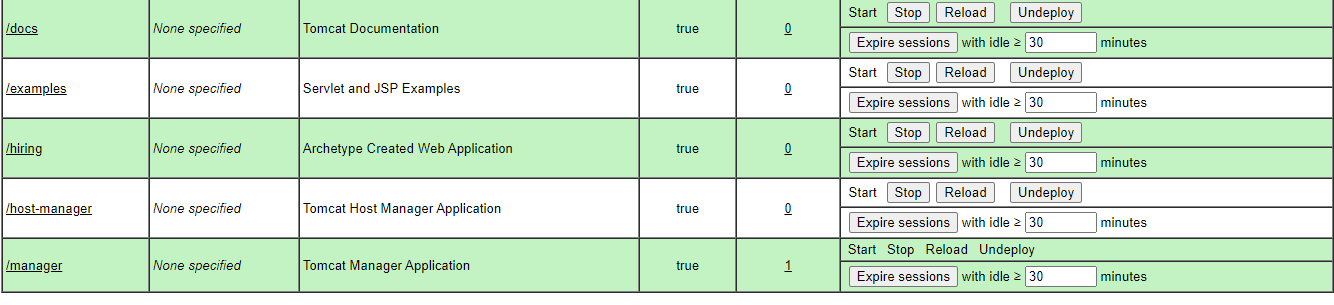 /docs None specified Tomcat Documentation true 0 Start Stop Reload Undeploy
Expire sessions with idle ≥ 30 minutes
/examples None specified Servlet and JSP Examples true 0 Start Stop Reload Undeploy
Expire sessions with idle ≥ 30 minutes
/hiring None specified Archetype Created Web Application true 0 Start Stop Reload Undeploy
Expire sessions with idle ≥ 30 minutes
/host-manager None specified Tomcat Host Manager Application true 0 Start Stop Reload Undeploy
Expire sessions with idle ≥ 30 minutes
/manager None specified Tomcat Manager Application true 1 Start Stop Reload Undeploy
Expire sessions with idle ≥ 30 minutes